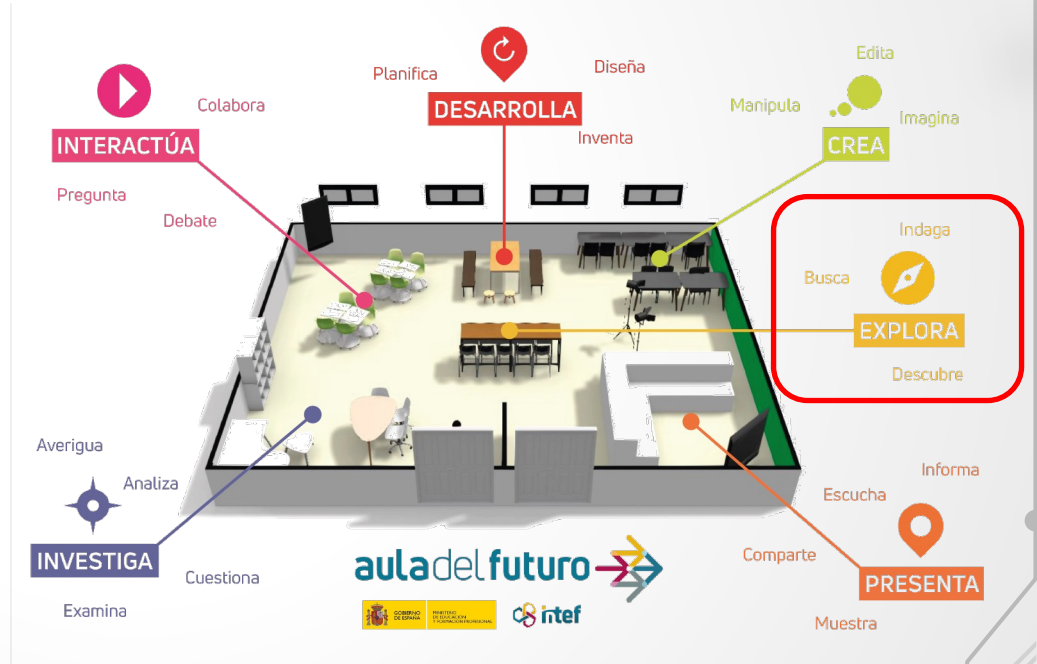 Planifica
Diseña
DESARROLLA
Inventa
Colabora
INTERACTÚA
Pregunta
Debate
Edita
Manipula
Imagina
CREA
Indaga
Busca
EXPLORA
Descubre
Averigua
Analiza
INVESTIGA
Cuestiona
Examina
Informa
Escucha
Comparte
PRESENTA
Muestra
auladelfuturo
GOBIERNO
DE ESPAÑA
MINISTERIO
DE EDUCACIÓN
Y FORMACIÓN PROFESIONAL
intef